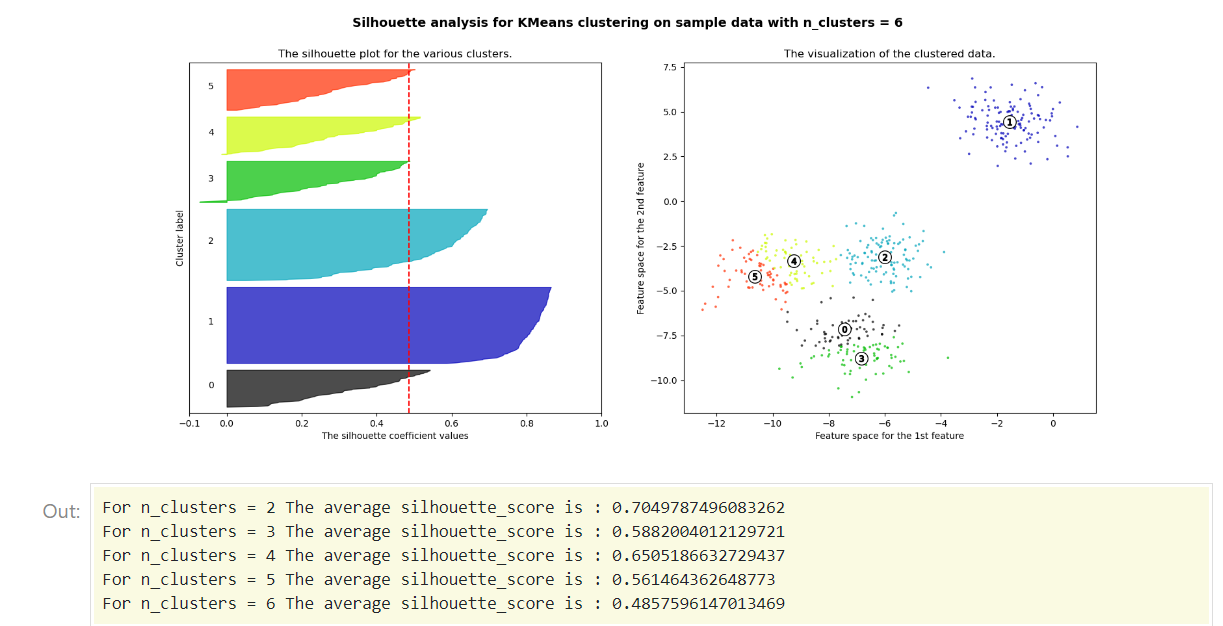 Silhouette analysis for KMeans clustering on sample data with n_clusters = 6
The silhouette plot for the various clusters.
Cluster label
5
4
3
2
1
0
−0.1 0.0 0.2 0.4 0.6 0.8 1.0
The silhouette coefficient values
The visualization of the clustered data.
Feature space for the 2nd feature
7.5
5.0
2.5
0.0
−2.5
−5.0
−7.5
−10.0
1
2
4
5
0
3
−12 −10 −8 −6 −4 −2 0
Feature space for the 1st feature
Out:
For n_clusters = 2 The average silhouette_score is : 0.7049787496083262
For n_clusters = 3 The average silhouette_score is : 0.5882004012129721
For n_clusters = 4 The average silhouette_score is : 0.6505186632729437
For n_clusters = 5 The average silhouette_score is : 0.561464362648773
For n_clusters = 6 The average silhouette_score is : 0.4857596147013469